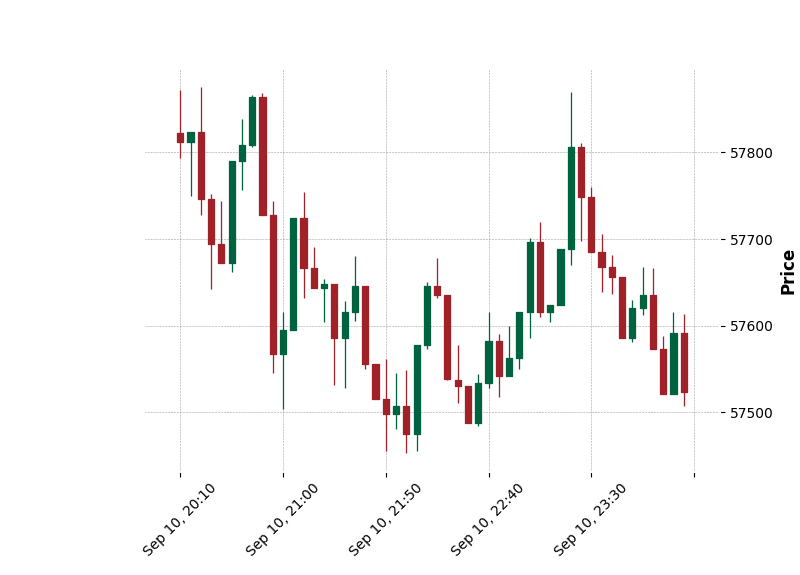 57800
57700
57600
57500
Price
Sep 10, 20:10
Sep 10, 21:00
Sep 10, 21:50
Sep 10, 22:40
Sep 10, 23:30